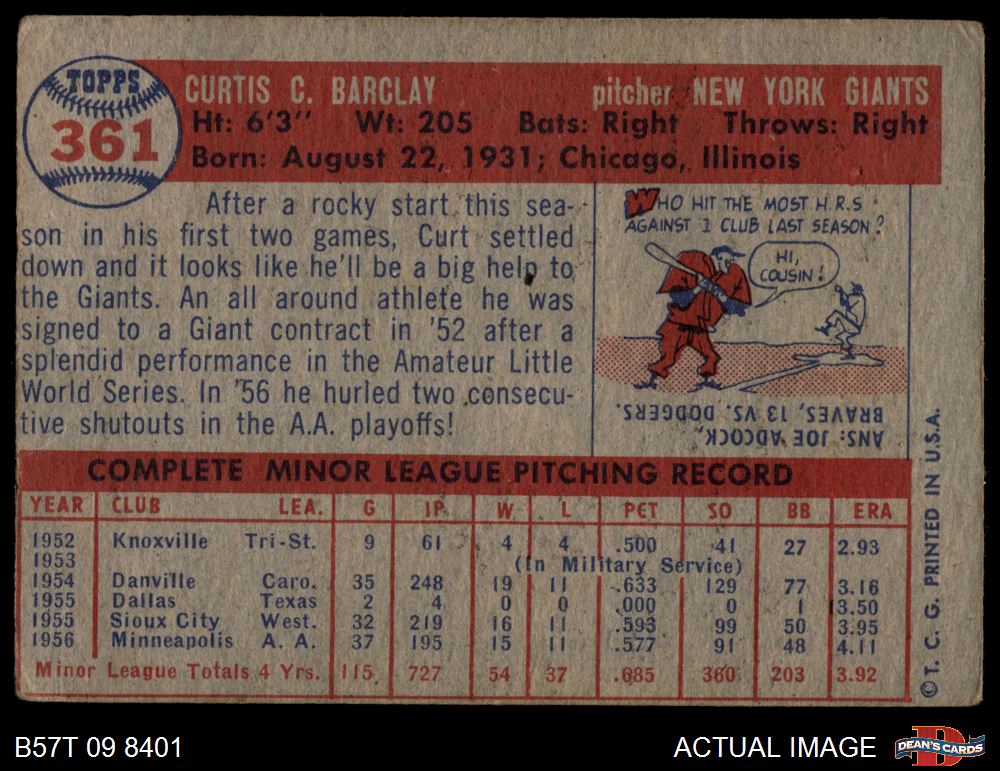 TOPPS
361
CURTIS C. BARCLAY pitcher NEW YORK GIANTS
Ht: 6'3" Wt: 205 Bats: Right Throws: Right
Born: August 22, 1931; Chicago, Illinois
After a rocky start this sea-
son in his first two games, Curt settled
down and it looks like he'll be a big help to
the Giants. An all around athlete he was
signed to a Giant contract in '52 after a
splendid performance in the Amateur Little
World Series. In '56 he hurled two consecu-
tive shutouts in the A.A. playoffs!
WHO HIT THE MOST H.R.S
AGAINST 1 CLUB LAST SEASON?
HI,
COUSIN!
ANS: JOE ADCOCK,
BRAVES, 13 VS. DODGERS.
COMPLETE MINOR LEAGUE PITCHING RECORD
YEAR CLUB LEA. G IP W L PCT SO BB ERA
1952 Knoxville Tri-St. 9 61 4 4 .500 41 27 2.93
1953 (In Military Service)
1954 Danville Caro. 35 248 19 11 .633 129 77 3.16
1955 Dallas Texas 2 4 0 0 .000 0 1 13.50
1955 Sioux City West. 32 219 16 11 .593 99 50 3.95
1956 Minneapolis A. A. 37 195 15 11 .577 91 48 4.11
Minor League Totals 4 Yrs. 115 727 54 37 .685 360 203 3.92
© T. C. G. PRINTED IN U.S.A.
B57T 09 8401
ACTUAL IMAGE
DEAN'S CARDS